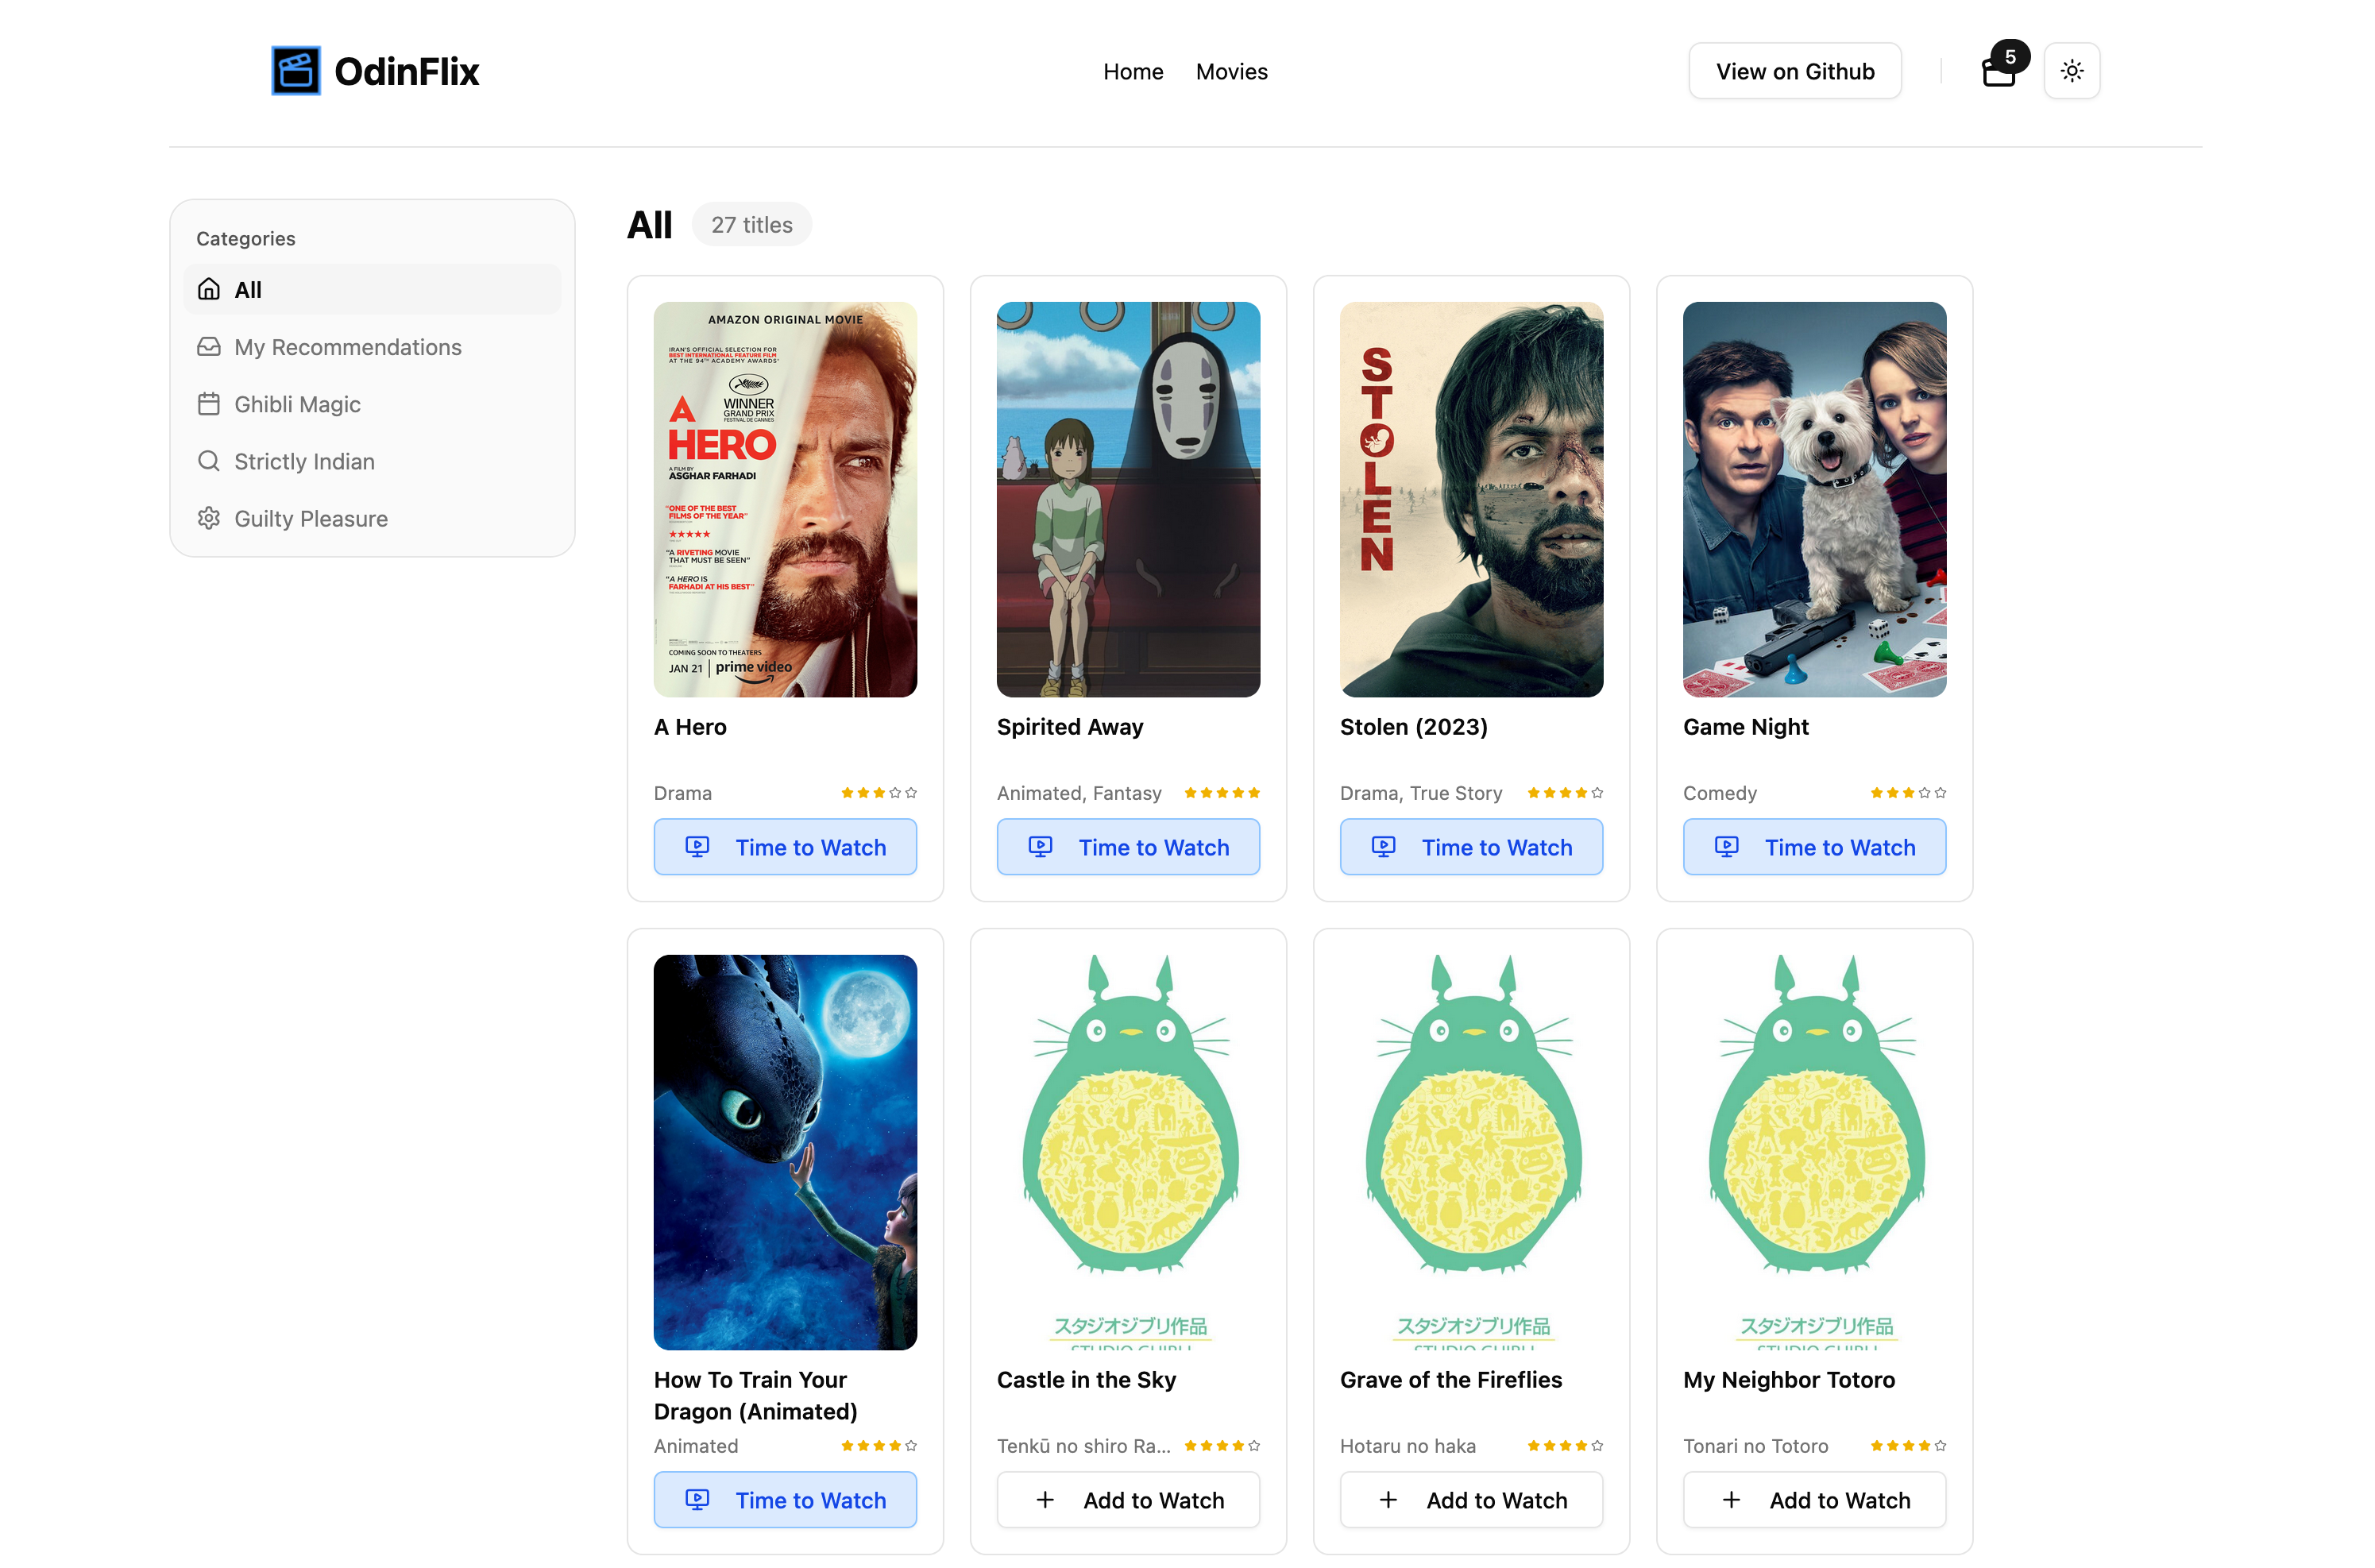 OdinFlix
Home
Movies
View on Github
5
Categories
All
My Recommendations
Ghibli Magic
Strictly Indian
Guilty Pleasure
All
27 titles
AMAZON ORIGINAL MOVIE
IRAN'S OFFICIAL SELECTION FOR
BEST INTERNATIONAL FEATURE FILM
AT THE 94TH ACADEMY AWARDS
WINNER
GRAND PRIX
FESTIVAL DE CANNES
A
HERO
A FILM BY
ASGHAR FARHADI
"ONE OF THE BEST
FILMS OF THE YEAR"
"A RIVETING MOVIE
THAT MUST BE SEEN"
"A HERO IS
FARHADI AT HIS BEST"
COMING SOON TO THEATERS
JAN 21 | prime video
A Hero
Drama
Time to Watch
Spirited Away
Animated, Fantasy
Time to Watch
STOLEN
Stolen (2023)
Drama, True Story
Time to Watch
Game Night
Comedy
Time to Watch
How To Train Your
Dragon (Animated)
Animated
Time to Watch
スタジオジブリ作品
STUDIO GHIBLI
Castle in the Sky
Tenkū no shiro Ra...
Add to Watch
スタジオジブリ作品
STUDIO GHIBLI
Grave of the Fireflies
Hotaru no haka
Add to Watch
スタジオジブリ作品
STUDIO GHIBLI
My Neighbor Totoro
Tonari no Totoro
Add to Watch